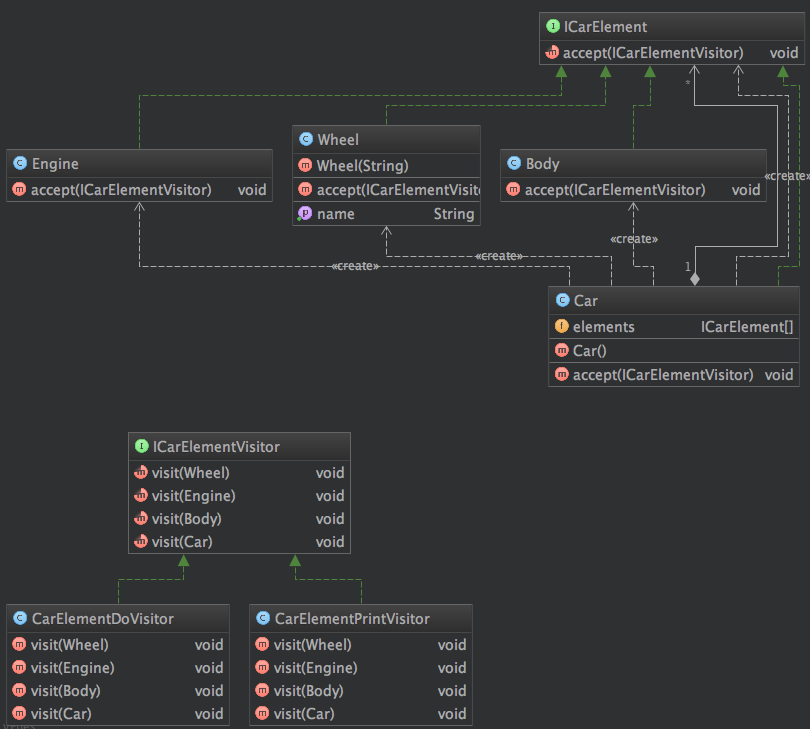 ICarElement
accept(ICarElementVisitor) void
*
Engine
accept(ICarElementVisitor) void
Wheel
Wheel(String)
accept(ICarElementVisit
name String
Body
accept(ICarElementVisitor) void
«create»
«create»
«create»
«create»
1
Car
elements ICarElement[]
Car()
accept(ICarElementVisitor) void
ICarElementVisitor
visit(Wheel) void
visit(Engine) void
visit(Body) void
visit(Car) void
CarElementDoVisitor
visit(Wheel) void
visit(Engine) void
visit(Body) void
visit(Car) void
CarElementPrintVisitor
visit(Wheel) void
visit(Engine) void
visit(Body) void
visit(Car) void